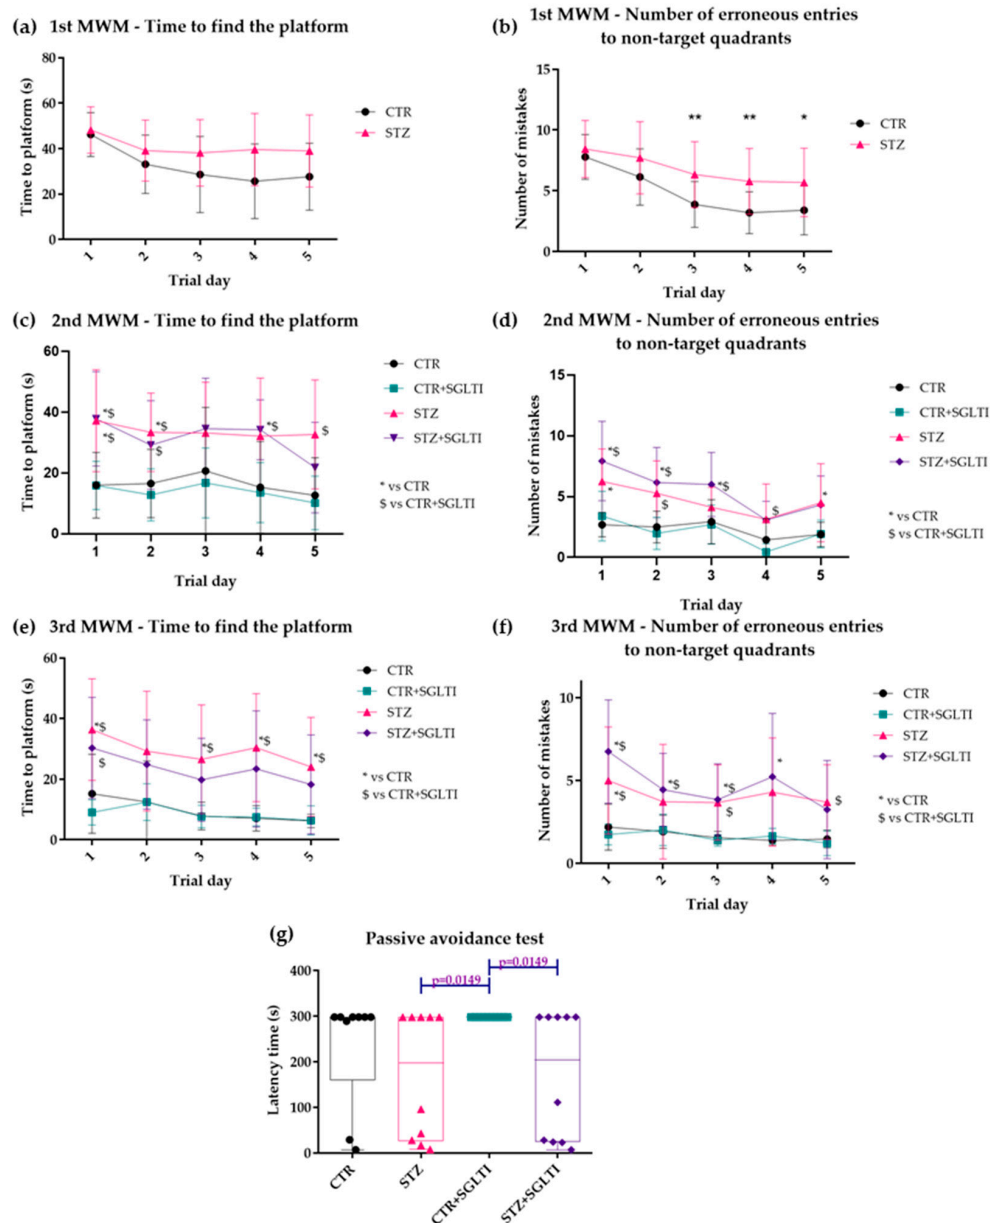 (a) 1st MWM - Time to find the platform
Time to platform (s)
80
60
40
20
0
1 2 3 4 5
Trial day
CTR
STZ
(b) 1st MWM - Number of erroneous entries
to non-target quadrants
Number of mistakes
15
10
5
0
** ** *
1 2 3 4 5
Trial day
CTR
STZ
(c) 2nd MWM - Time to find the platform
Time to platform (s)
60
40
20
0
*$ *$ *$ $
*$ $
1 2 3 4 5
Trial day
CTR
CTR+SGLTI
STZ
STZ+SGLTI
* vs CTR
$ vs CTR+SGLTI
(d) 2nd MWM - Number of erroneous entries
to non-target quadrants
Number of mistakes
15
10
5
0
*$ *$ *$ $ *
* $
1 2 3 4 5
Trial day
CTR
CTR+SGLTI
STZ
STZ+SGLTI
* vs CTR
$ vs CTR+SGLTI
(e) 3rd MWM - Time to find the platform
Time to platform (s)
60
40
20
0
*$ *$ *$ *$
$
1 2 3 4 5
Trial day
CTR
CTR+SGLTI
STZ
STZ+SGLTI
* vs CTR
$ vs CTR+SGLTI
(f) 3rd MWM - Number of erroneous entries
to non-target quadrants
Number of mistakes
10
5
0
*$ *$ *$ * $
*$ $
1 2 3 4 5
Trial day
CTR
CTR+SGLTI
STZ
STZ+SGLTI
* vs CTR
$ vs CTR+SGLTI
(g) Passive avoidance test
Latency time (s)
400
300
200
100
0
p=0.0149
p=0.0149
CTR
STZ
CTR+SGLTI
STZ+SGLTI